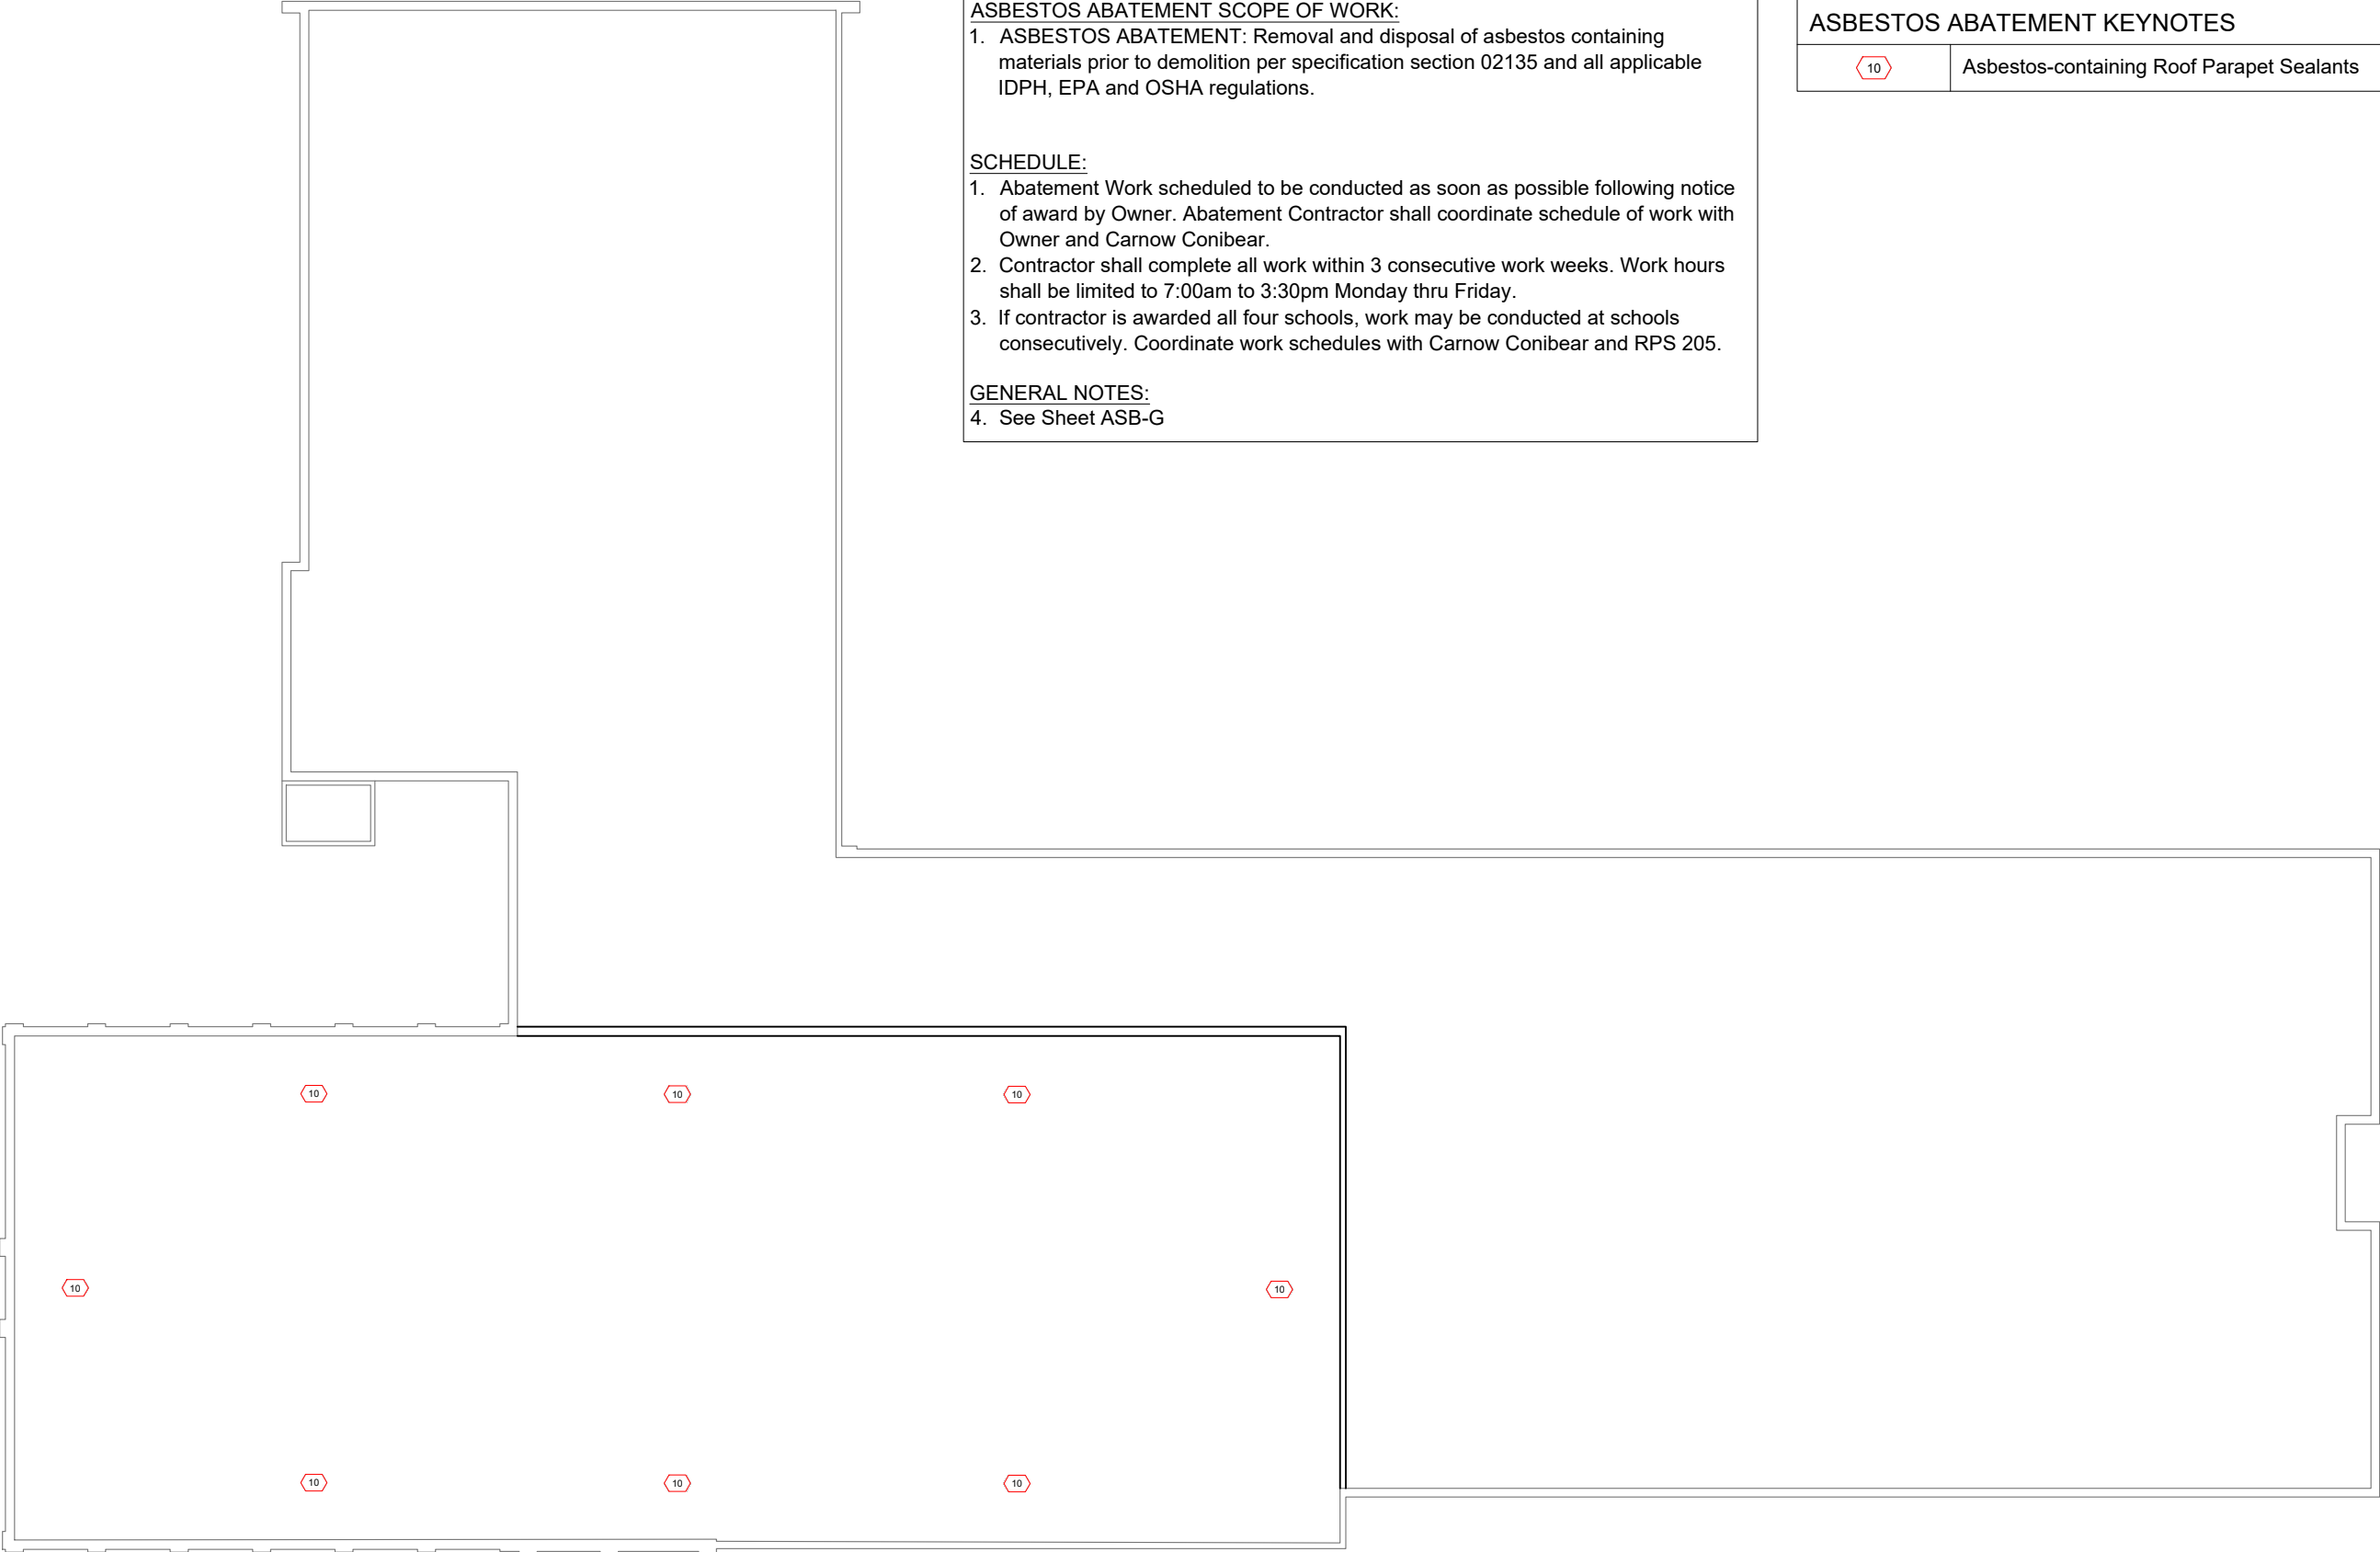 ASBESTOS ABATEMENT SCOPE OF WORK:
1. ASBESTOS ABATEMENT: Removal and disposal of asbestos containing
materials prior to demolition per specification section 02135 and all applicable
IDPH, EPA and OSHA regulations.
SCHEDULE:
1. Abatement Work scheduled to be conducted as soon as possible following notice
of award by Owner. Abatement Contractor shall coordinate schedule of work with
Owner and Carnow Conibear.
2. Contractor shall complete all work within 3 consecutive work weeks. Work hours
shall be limited to 7:00am to 3:30pm Monday thru Friday.
3. If contractor is awarded all four schools, work may be conducted at schools
consecutively. Coordinate work schedules with Carnow Conibear and RPS 205.
GENERAL NOTES:
4. See Sheet ASB-G
ASBESTOS ABATEMENT KEYNOTES
10 Asbestos-containing Roof Parapet Sealants
10 10 10
10 10
10 10 10